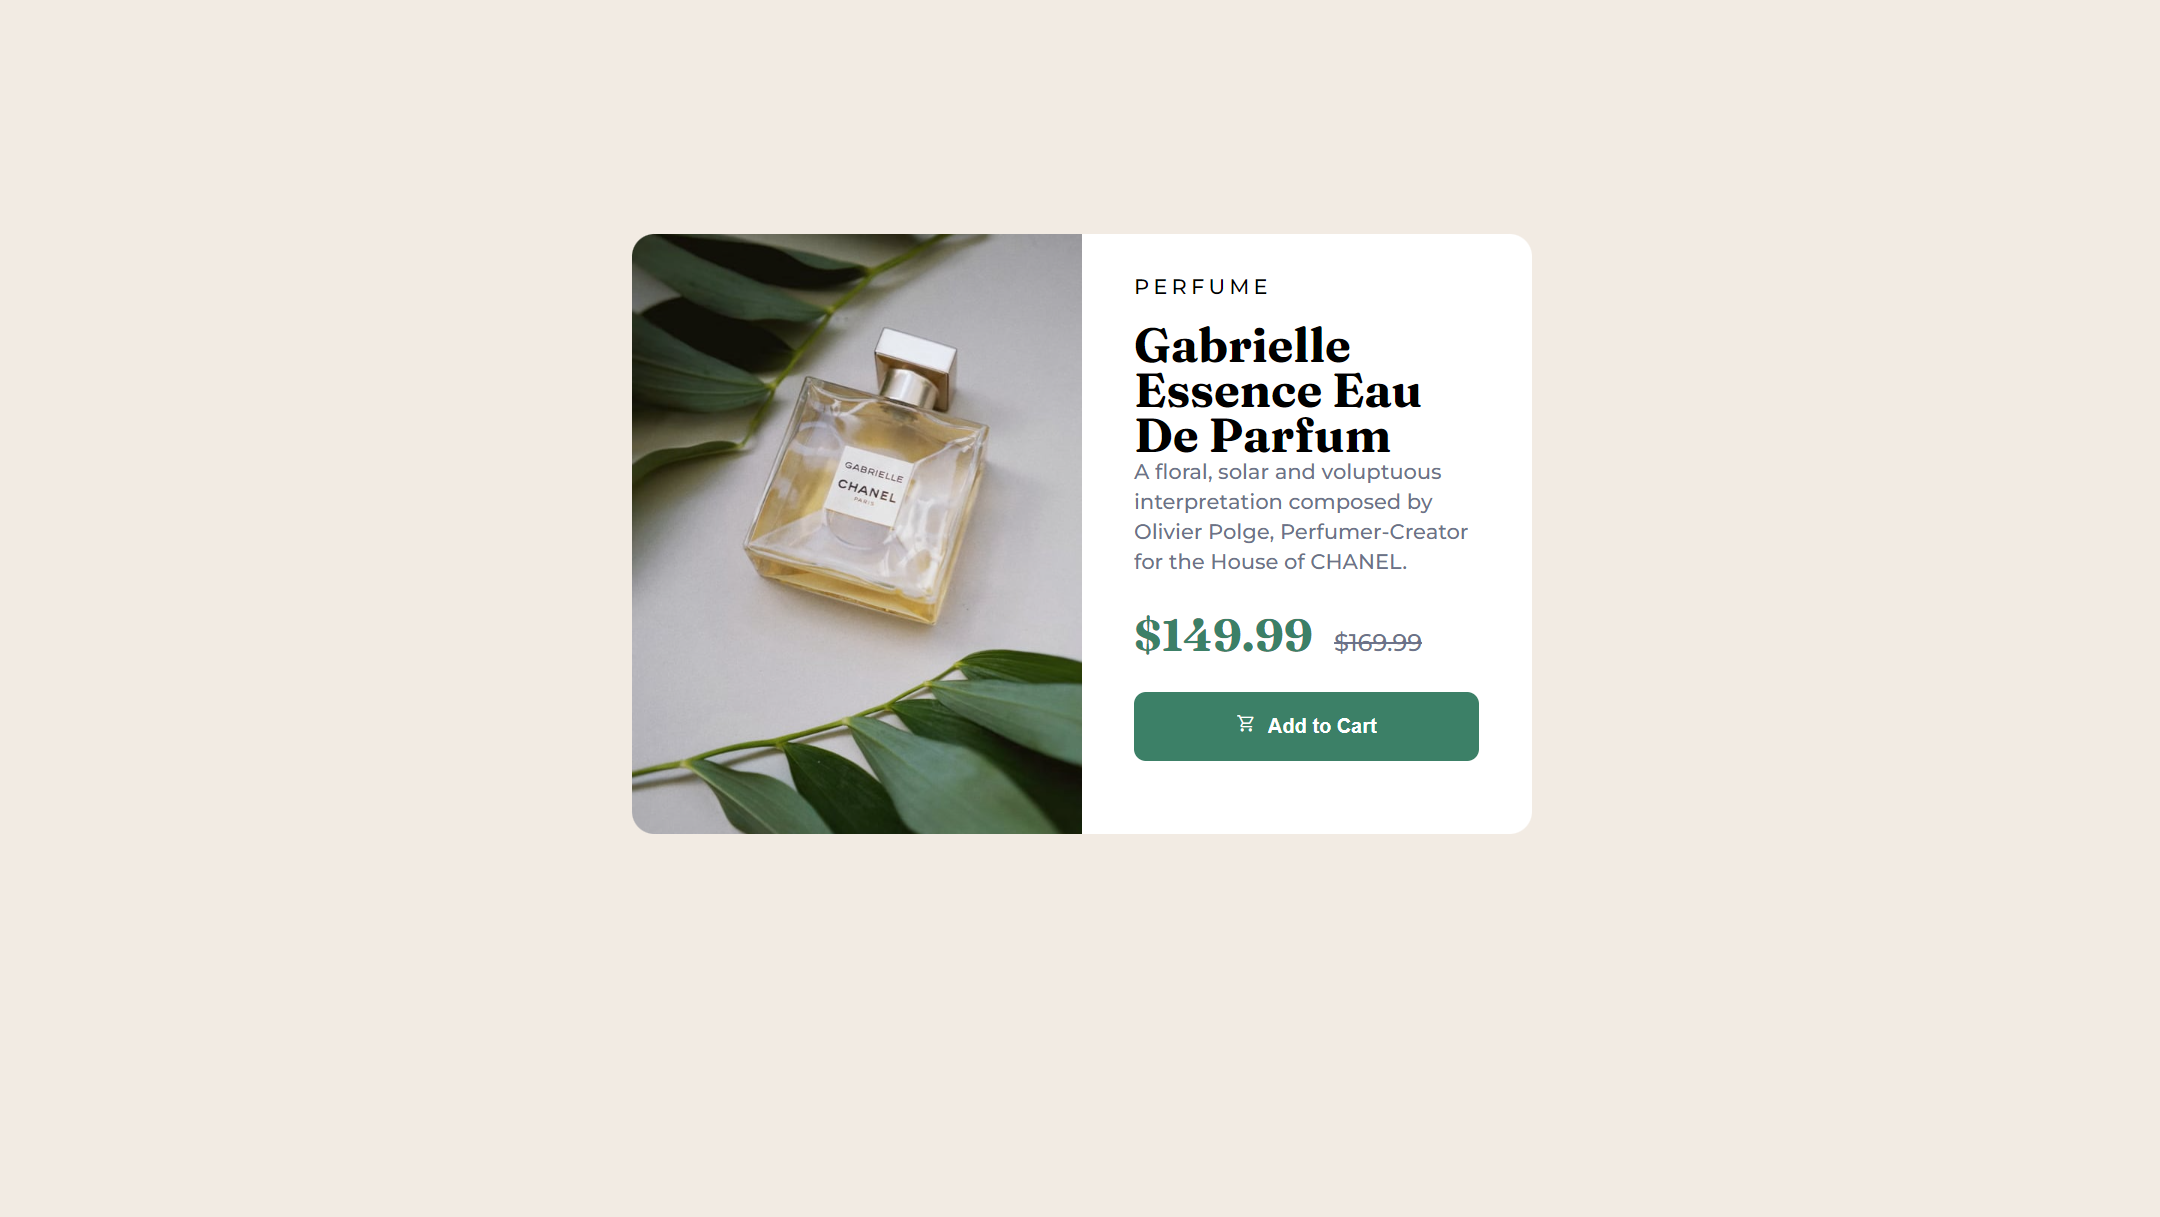 GABRIELLE
CHANEL
PARIS
PERFUME
Gabrielle
Essence Eau
De Parfum
A floral, solar and voluptuous
interpretation composed by
Olivier Polge, Perfumer-Creator
for the House of CHANEL.
$149.99 $169.99
Add to Cart